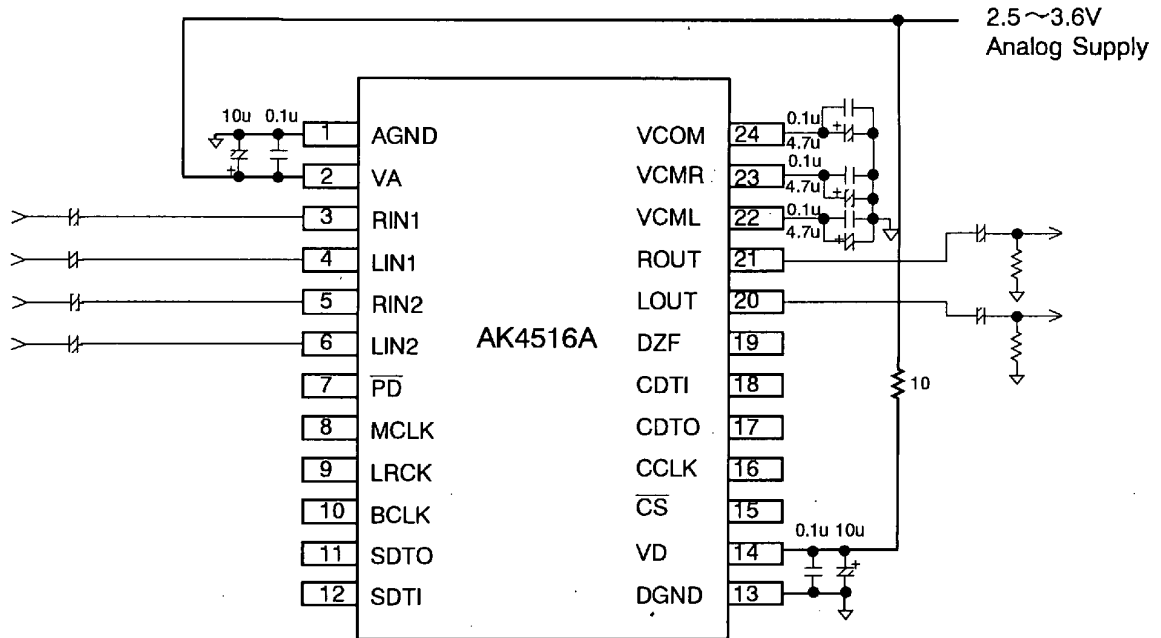 2.5～3.6V
Analog Supply
10u 0.1u
1 AGND
2 VA
3 RIN1
4 LIN1
5 RIN2
6 LIN2
7 PD
8 MCLK
9 LRCK
10 BCLK
11 SDTO
12 SDTI
AK4516A
VCOM 24
VCMR 23
VCML 22
ROUT 21
LOUT 20
DZF 19
CDTI 18
CDTO 17
CCLK 16
CS 15
VD 14
DGND 13
0.1u
4.7u
0.1u
4.7u
0.1u
4.7u
10
0.1u 10u